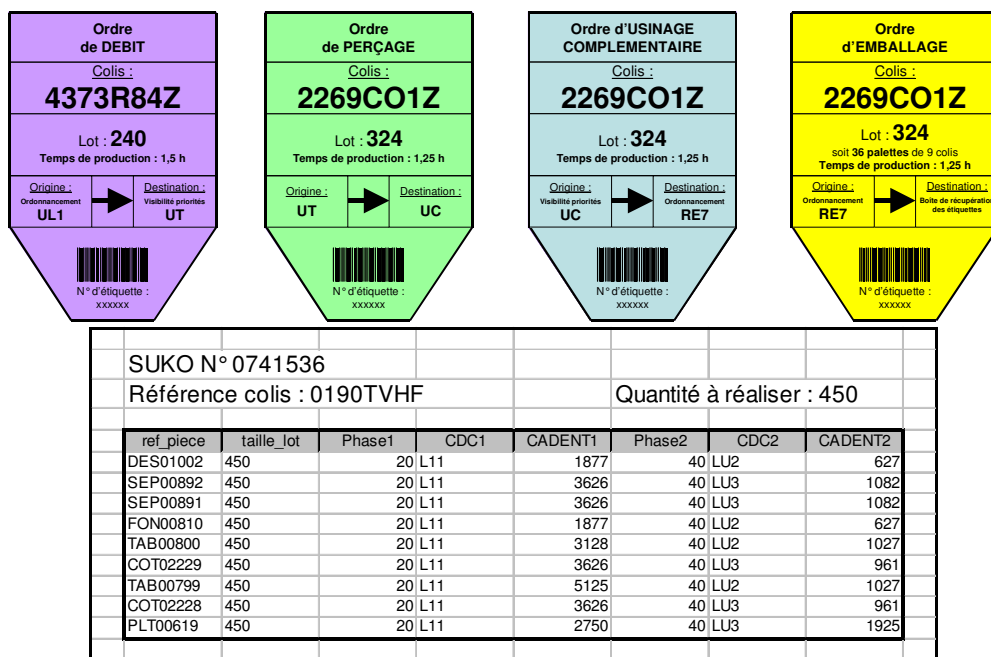 Ordre
de DEBIT
Colis :
4373R84Z
Lot : 240
Temps de production : 1,5 h
Origine :
Ordonnancement
UL1
Destination :
Visibilité priorités
UT
N° d'étiquette :
xxxxxx
Ordre
de PERÇAGE
Colis :
2269CO1Z
Lot : 324
Temps de production : 1,25 h
Origine :
UT
Destination :
UC
N° d'étiquette :
xxxxxx
Ordre d'USINAGE
COMPLEMENTAIRE
Colis :
2269CO1Z
Lot : 324
Temps de production : 1,25 h
Origine :
Visibilité priorités
UC
Destination :
Ordonnancement
RE7
N° d'étiquette :
xxxxxx
Ordre
d'EMBALLAGE
Colis :
2269CO1Z
Lot : 324
soit 36 palettes de 9 colis
Temps de production : 1,25 h
Origine :
Ordonnancement
RE7
Destination :
Boîte de récupération
des étiquettes
N° d'étiquette :
xxxxxx
SUKO N° 0741536
Référence colis : 0190TVHF Quantité à réaliser : 450
ref_piece taille_lot Phase1 CDC1 CADENT1 Phase2 CDC2 CADENT2
DES01002 450 20 L11 1877 40 LU2 627
SEP00892 450 20 L11 3626 40 LU3 1082
SEP00891 450 20 L11 3626 40 LU3 1082
FON00810 450 20 L11 1877 40 LU2 627
TAB00800 450 20 L11 3128 40 LU2 1027
COT02229 450 20 L11 3626 40 LU3 961
TAB00799 450 20 L11 5125 40 LU2 1027
COT02228 450 20 L11 3626 40 LU3 961
PLT00619 450 20 L11 2750 40 LU3 1925